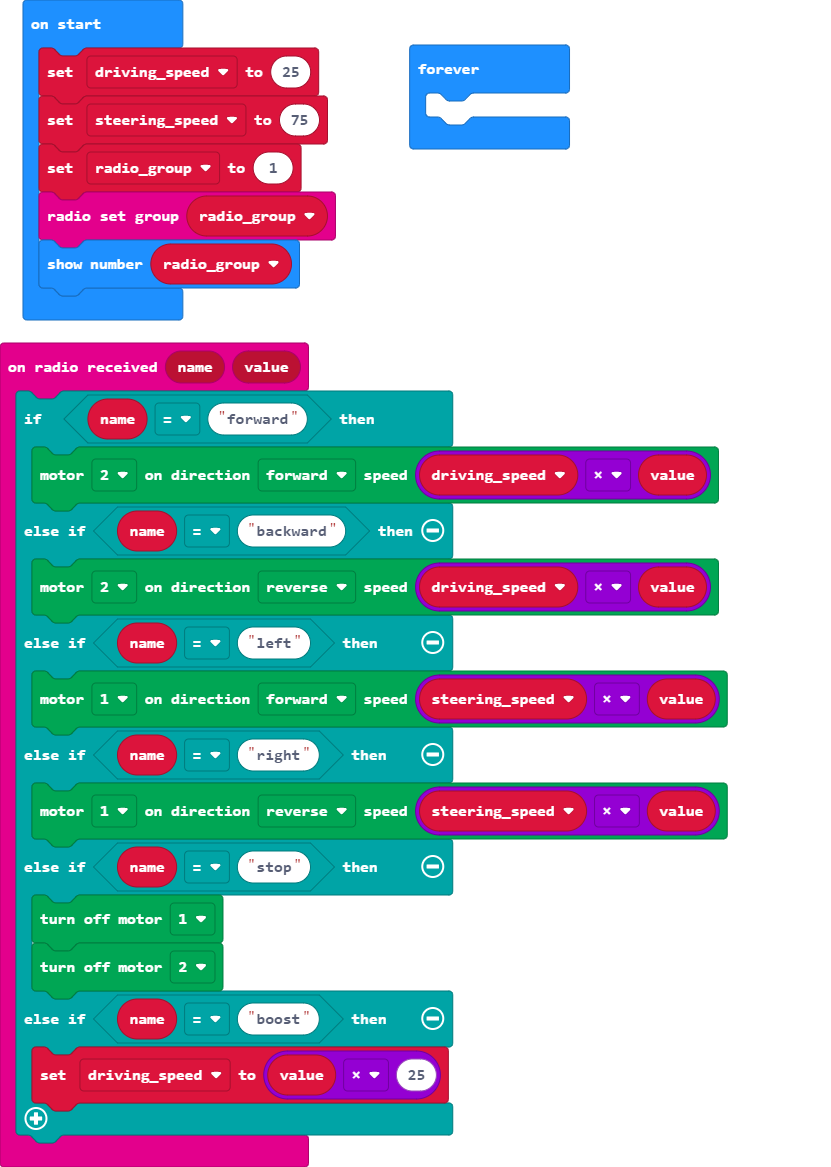 on start
set driving_speed to 25
set steering_speed to 75
set radio_group to 1
radio set group radio_group
show number radio_group
forever
on radio received name value
if name = "forward" then
motor 2 on direction forward speed driving_speed × value
else if name = "backward" then
motor 2 on direction reverse speed driving_speed × value
else if name = "left" then
motor 1 on direction forward speed steering_speed × value
else if name = "right" then
motor 1 on direction reverse speed steering_speed × value
else if name = "stop" then
turn off motor 1
turn off motor 2
else if name = "boost" then
set driving_speed to value × 25